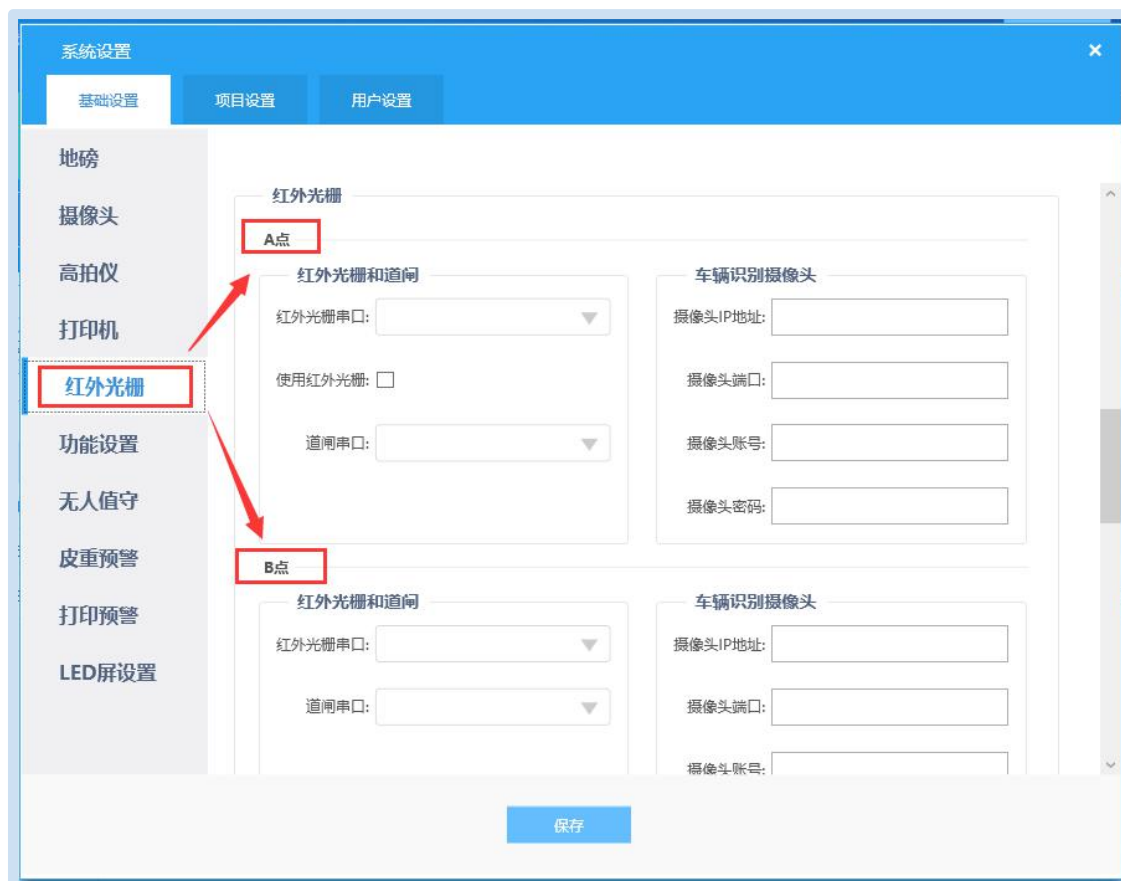 系统设置
×
基础设置 项目设置 用户设置
地磅
摄像头
高拍仪
打印机
红外光栅
功能设置
无人值守
皮重预警
打印预警
LED屏设置
红外光栅
A点
红外光栅和道闸
红外光栅串口:
使用红外光栅:
道闸串口:
车辆识别摄像头
摄像头IP地址:
摄像头端口:
摄像头账号:
摄像头密码:
B点
红外光栅和道闸
红外光栅串口:
道闸串口:
车辆识别摄像头
摄像头IP地址:
摄像头端口:
摄像头账号:
保存